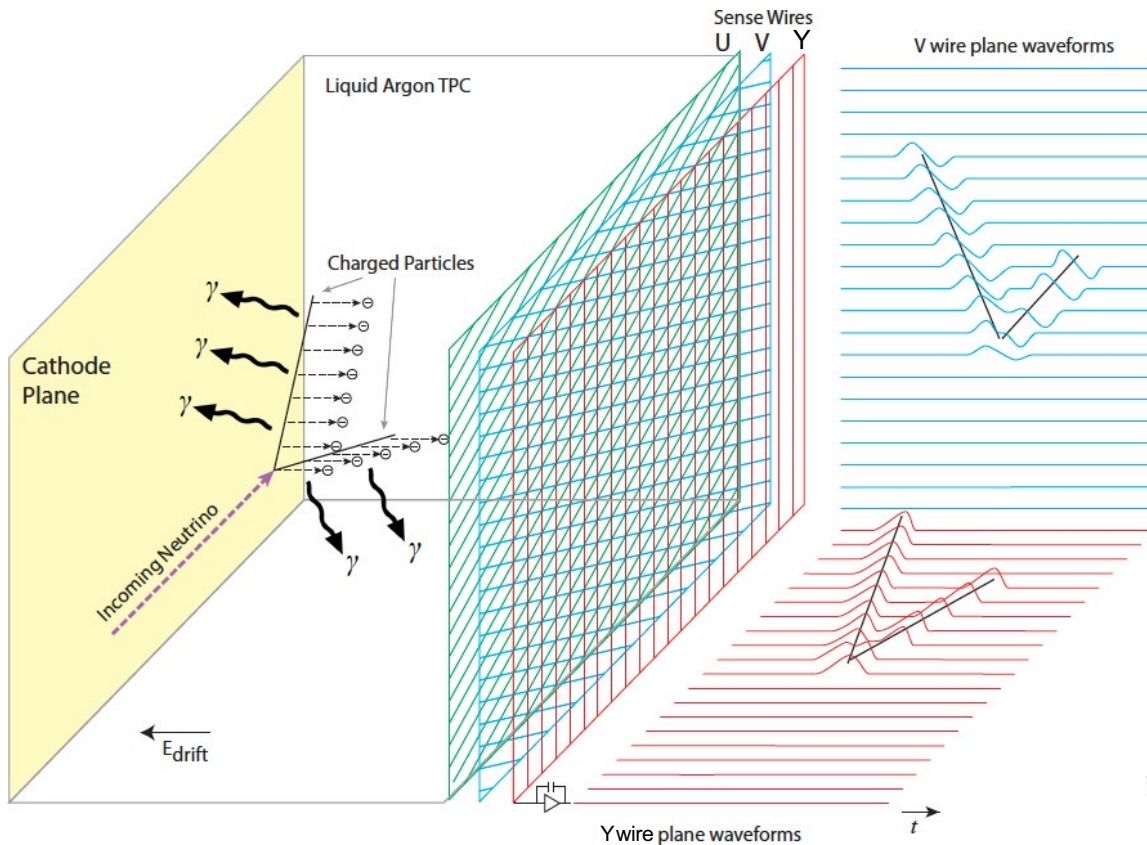 Sense Wires
U V Y
V wire plane waveforms
Liquid Argon TPC
Charged Particles
γ
γ
γ
Cathode
Plane
γ
γ
Incoming Neutrino
Edrift
t
Y wire plane waveforms